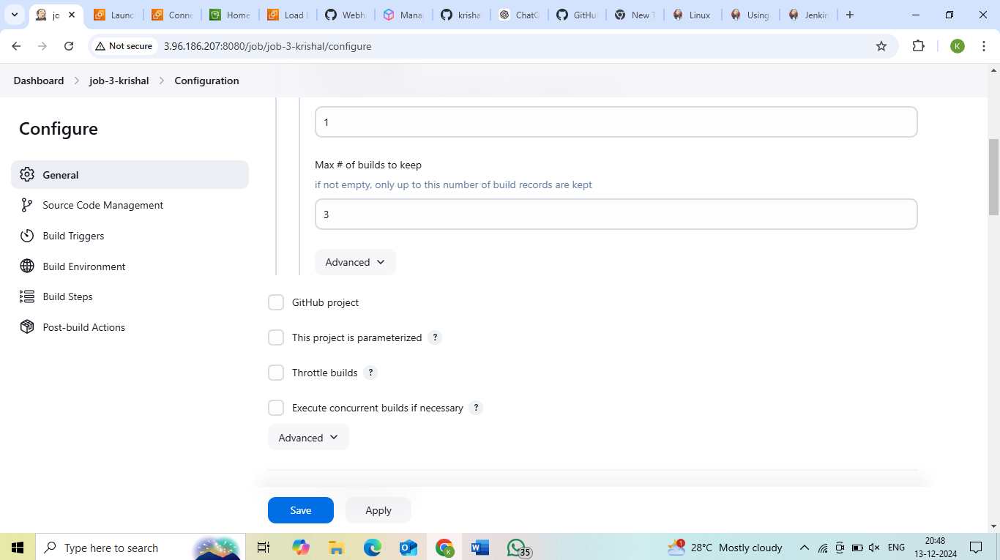 jo
Launc
Conne
Home
Load
Webh
Mana
krisha
ChatG
GitHu
New T
Linux
Using
Jenkin
Not secure
3.96.186.207:8080/job/job-3-krishal/configure
K
Dashboard > job-3-krishal > Configuration
Configure
General
Source Code Management
Build Triggers
Build Environment
Build Steps
Post-build Actions
1
Max # of builds to keep
if not empty, only up to this number of build records are kept
3
Advanced
GitHub project
This project is parameterized ?
Throttle builds ?
Execute concurrent builds if necessary ?
Advanced
Save
Apply
Type here to search
35
1
28°C Mostly cloudy
ENG
20:48
13-12-2024